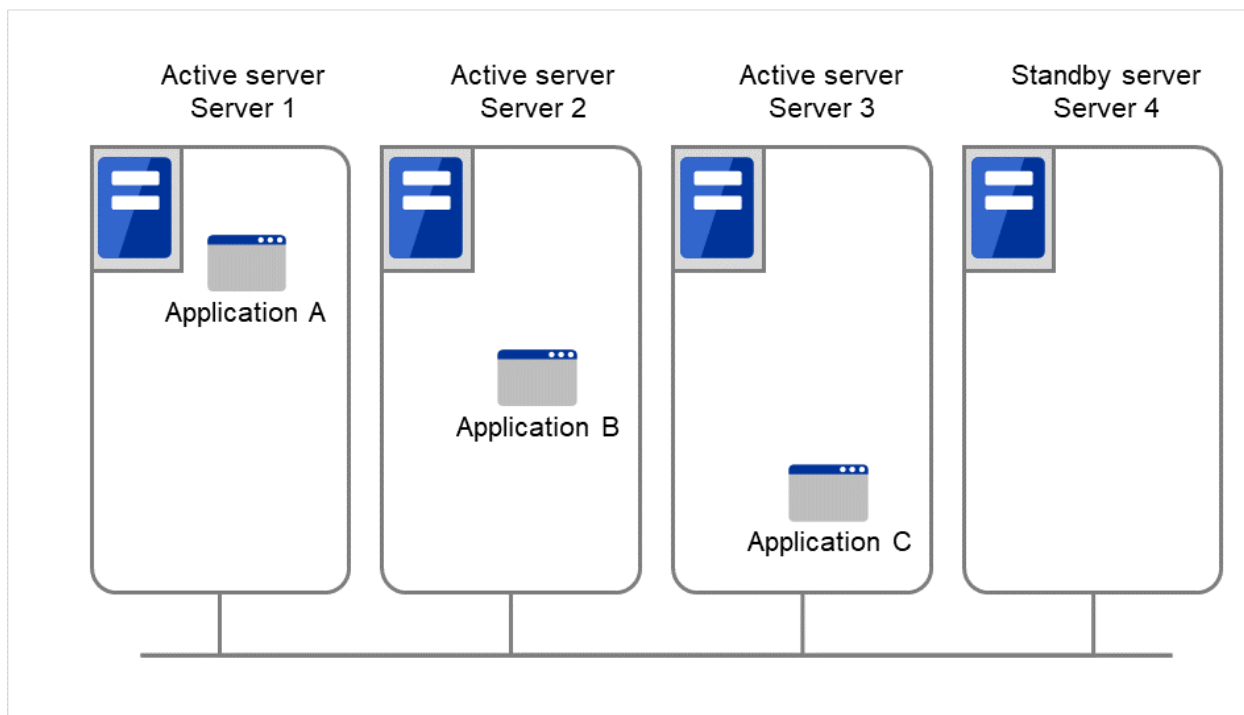 Active server
Server 1
Active server
Server 2
Active server
Server 3
Standby server
Server 4
Application A
Application B
Application C